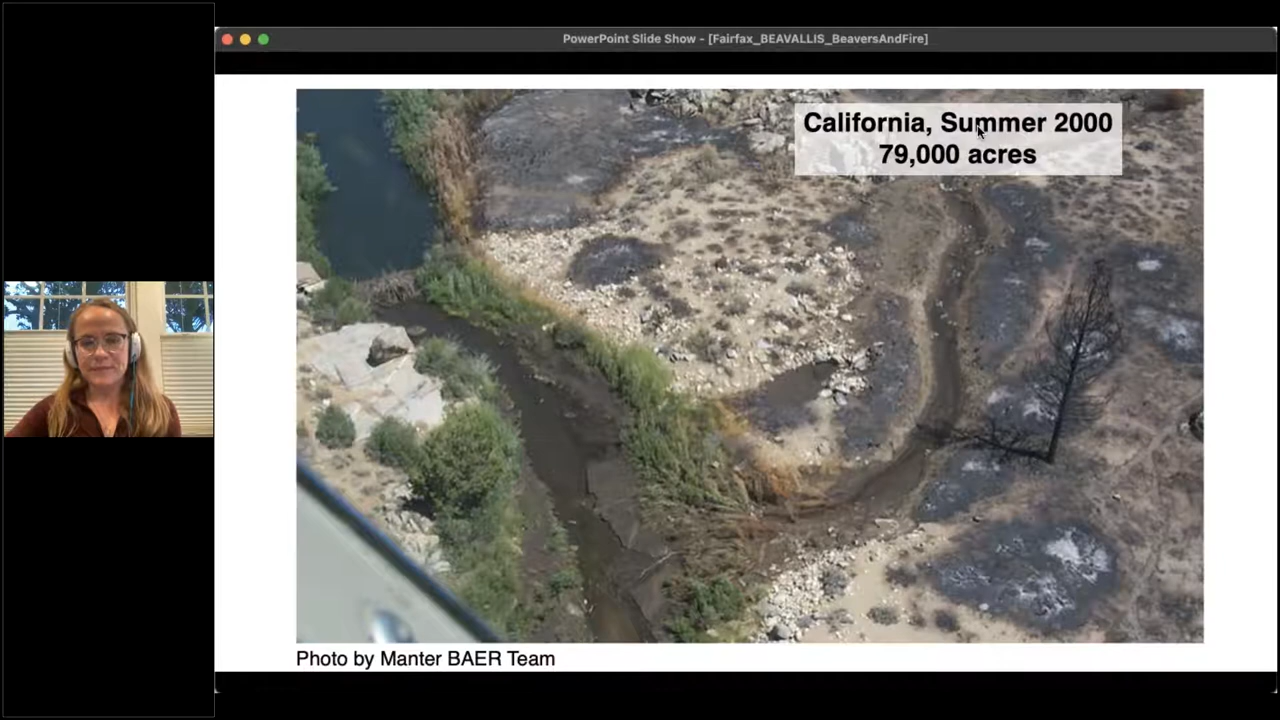 PowerPoint Slide Show - [Fairfax_BEAVALLIS_BeaversAndFire]
California, Summer 2000
79,000 acres
Photo by Manter BAER Team